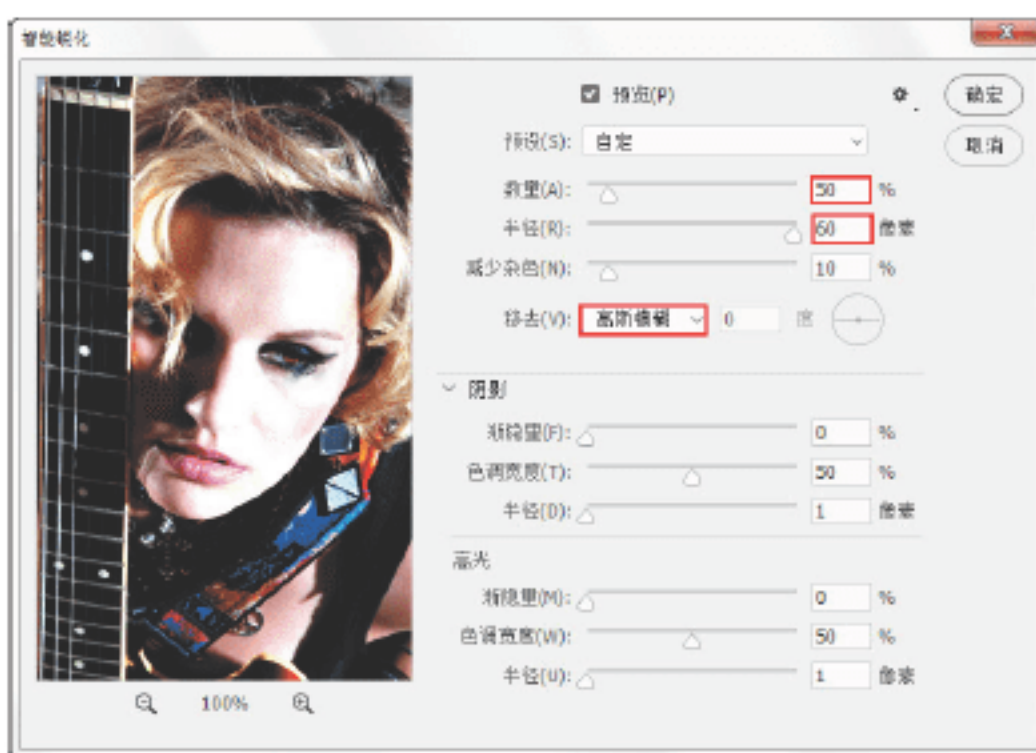 智能锐化
预览(P)
确定
预设(S): 自定
取消
数量(A): 50 %
半径(R): 60 像素
减少杂色(N): 10 %
移去(V): 高斯模糊 0 度
阴影
渐隐量(F): 0 %
色调宽度(T): 50 %
半径(D): 1 像素
高光
渐隐量(M): 0 %
色调宽度(W): 50 %
半径(U): 1 像素
100%